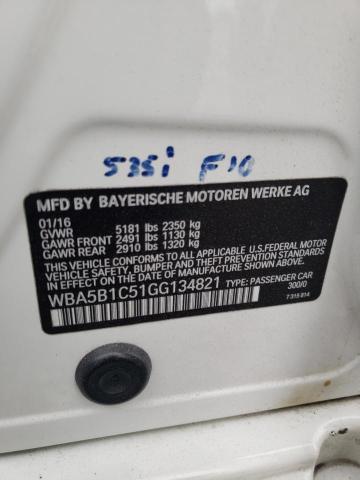 535i F10
MFD BY BAYERISCHE MOTOREN WERKE AG
01/16
GVWR 5181 lbs 2350 kg
GAWR FRONT 2491 lbs 1130 kg
GAWR REAR 2910 lbs 1320 kg
THIS VEHICLE CONFORMS TO ALL APPLICABLE U.S.FEDERAL MOTOR
VEHICLE SAFETY, BUMPER, AND THEFT PREVENTION STANDARDS
IN EFFECT ON THE DATE OF MANUFACTURE SHOWN ABOVE.
WBA5B1C51GG134821 TYPE: PASSENGER CAR
300/0
7 315 814